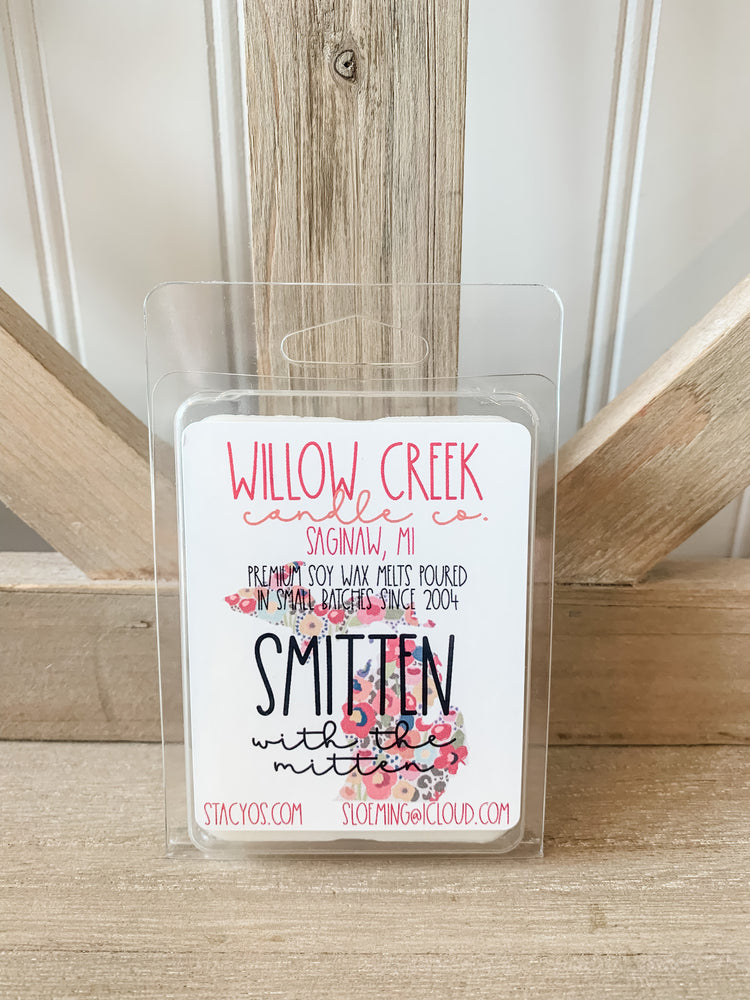 WILLOW CREEK
candle co.
SAGINAW, MI
PREMIUM SOY WAX MELTS POURED
IN SMALL BATCHES SINCE 2004
SMITTEN
with the
mitten
STACYOS.COM SLOEMING@ICLOUD.COM